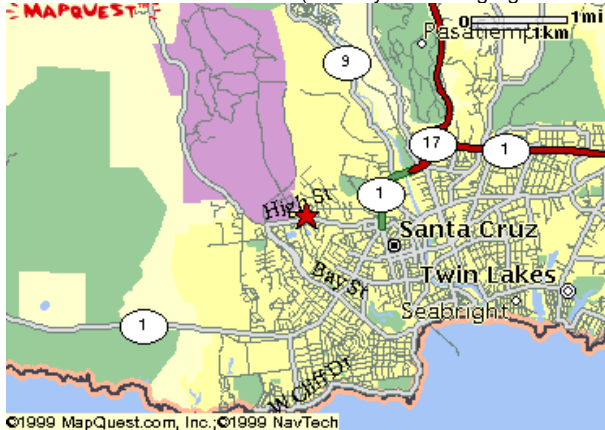 MAPQUEST
0 1mi
1km
Pasatiempo
9
17
1
1
High St
Santa Cruz
Bay St
Twin Lakes
Seabright
1
W Cliff Dr
©1999 MapQuest.com, Inc.;©1999 NavTech